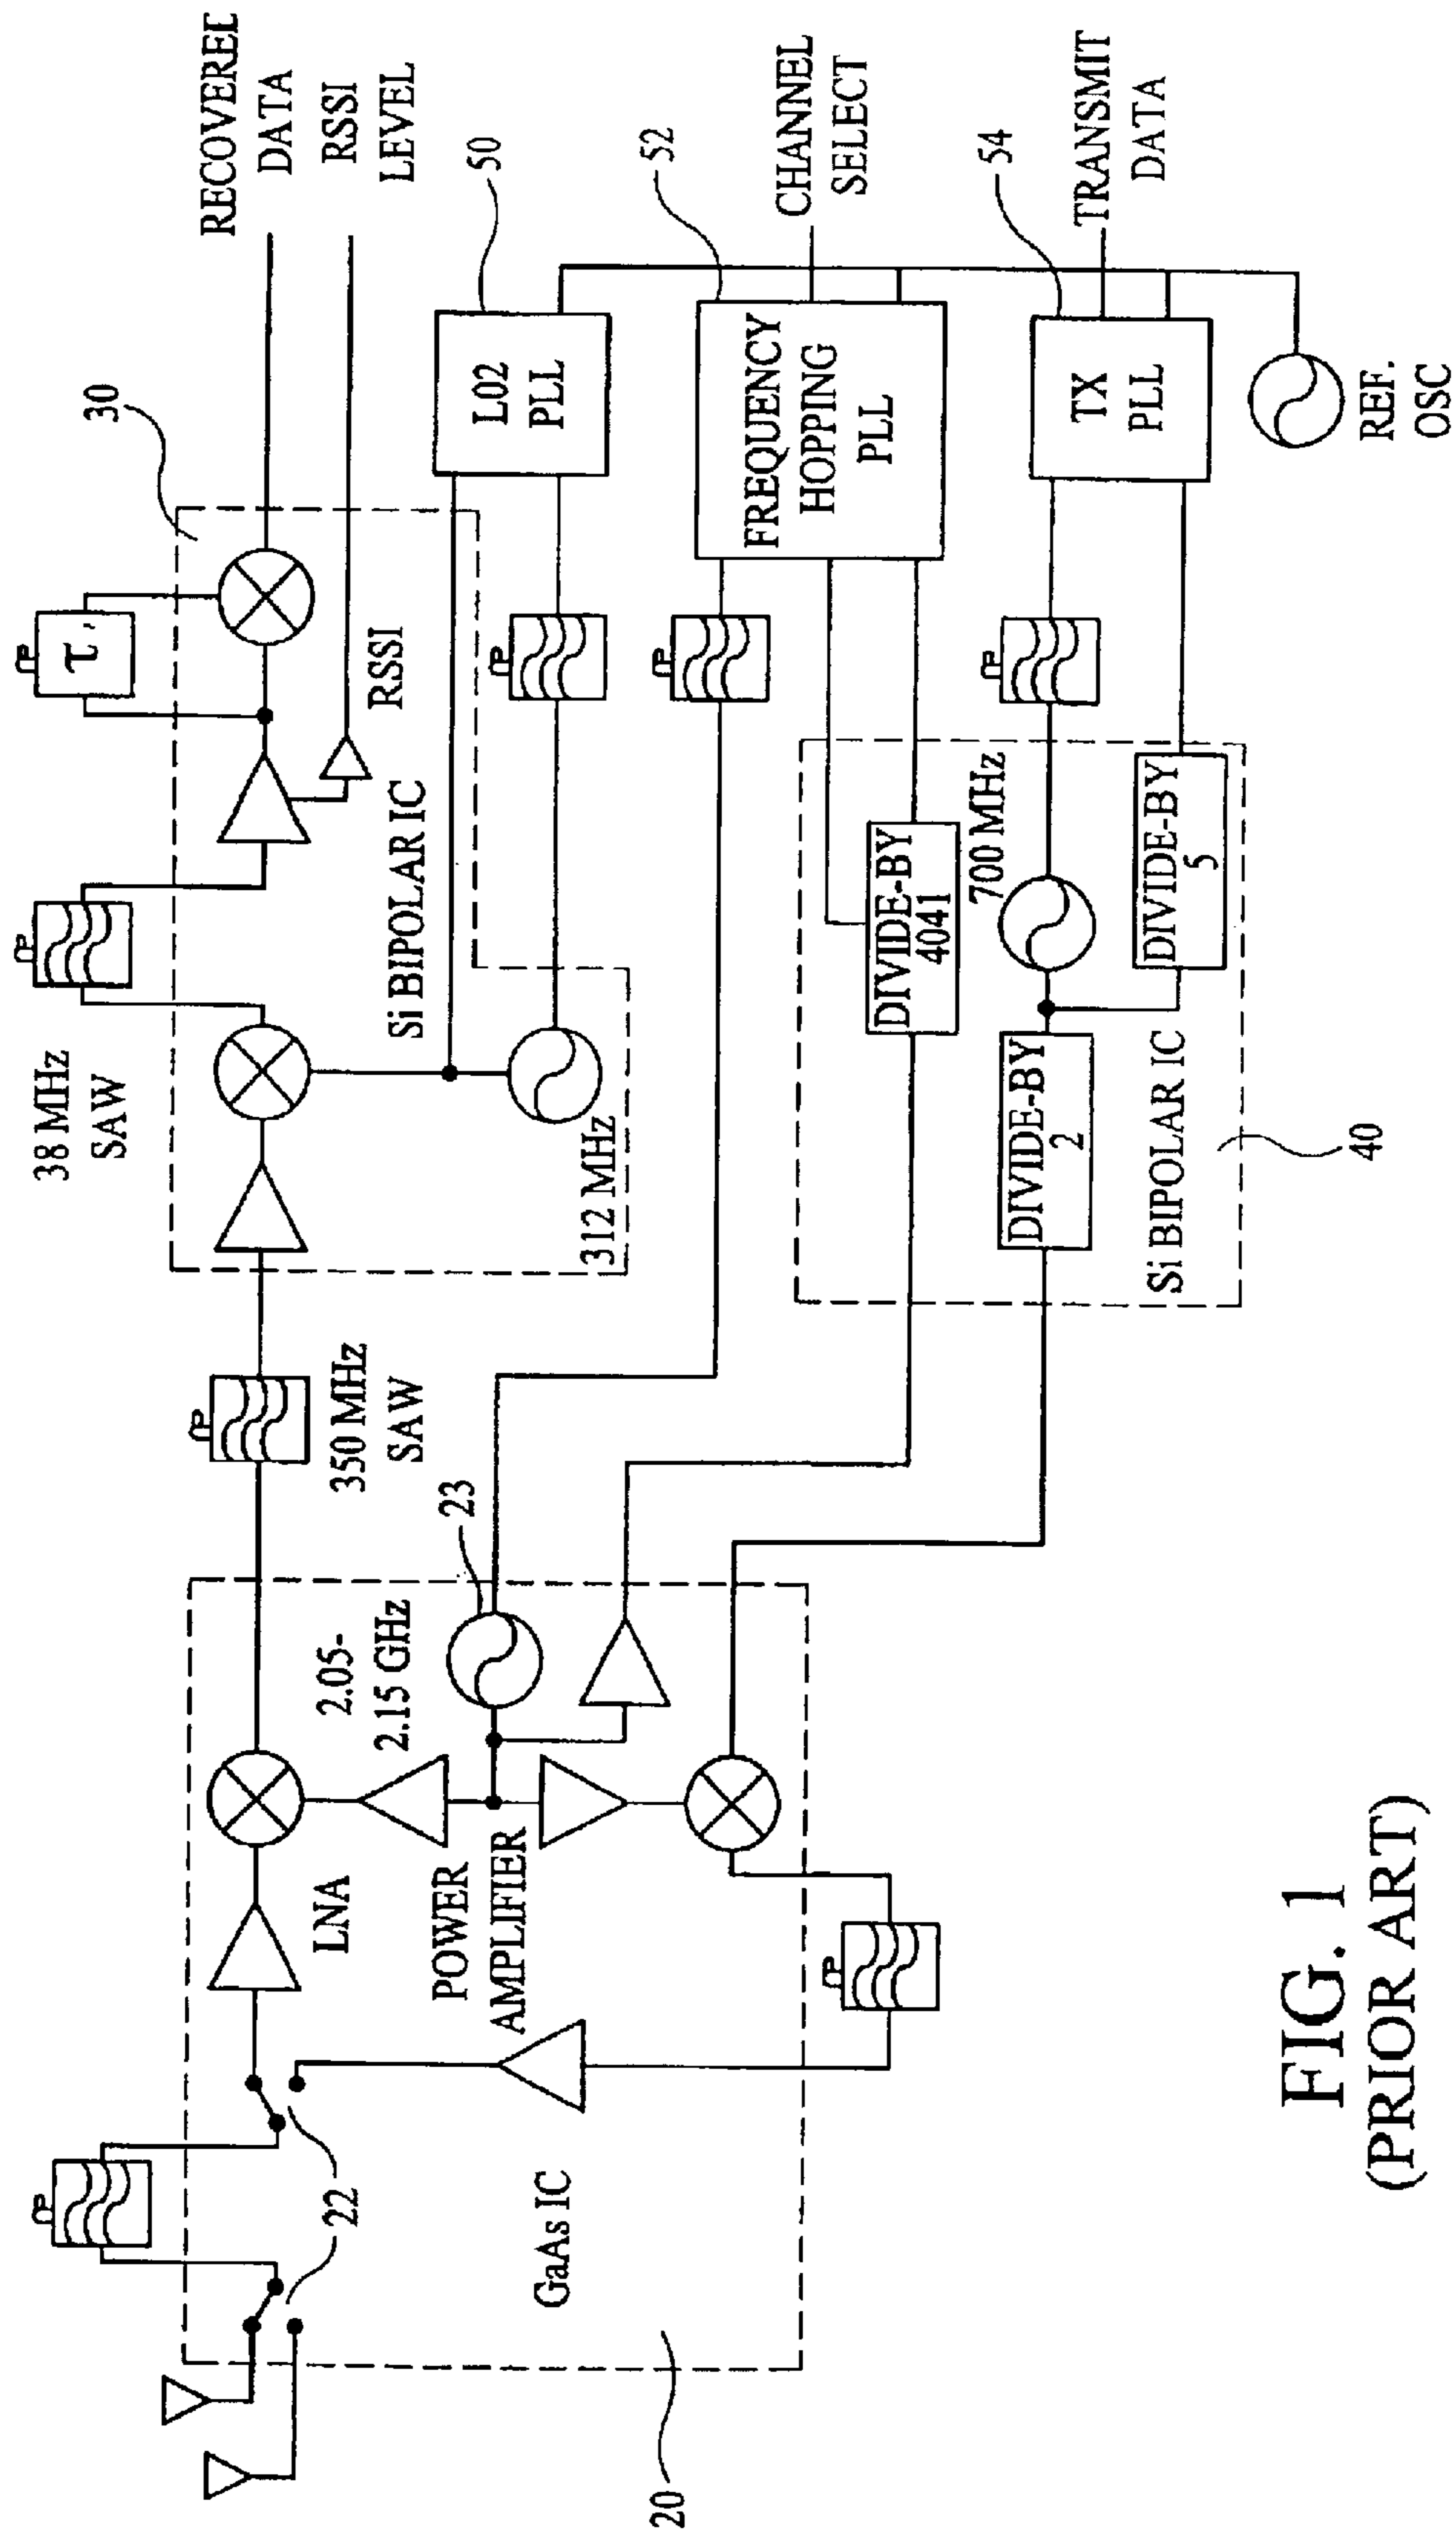 RECOVERED
DATA
RSSI
LEVEL
30
τ
RSSI
38 MHz
SAW
Si BIPOLAR IC
312 MHz
350 MHz
SAW
50
L02
PLL
52
FREQUENCY
HOPPING
PLL
CHANNEL
SELECT
54
TX
PLL
TRANSMIT
DATA
REF.
OSC
DIVIDE-BY
4041
700 MHz
DIVIDE-BY
5
DIVIDE-BY
2
Si BIPOLAR IC
40
23
2.05-
2.15 GHz
LNA
POWER
AMPLIFIER
22
GaAs IC
20
FIG. 1
(PRIOR ART)